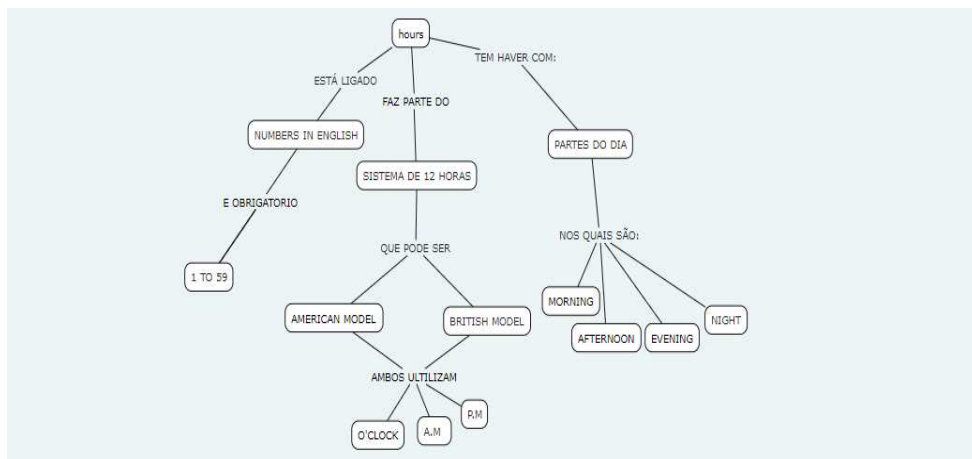 hours
TEM HAVER COM:
ESTÁ LIGADO
FAZ PARTE DO
NUMBERS IN ENGLISH
PARTES DO DIA
SISTEMA DE 12 HORAS
E OBRIGATORIO
NOS QUAIS SÃO:
QUE PODE SER
1 TO 59
MORNING
AFTERNOON
EVENING
NIGHT
AMERICAN MODEL
BRITISH MODEL
AMBOS ULTILIZAM
O'CLOCK
A.M
P.M